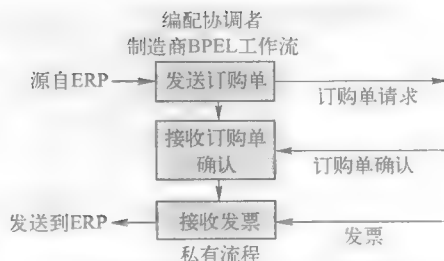 编配协调者
制造商BPEL工作流
源自ERP
发送订购单
订购单请求
接收订购单
确认
订购单确认
发送到ERP
接收发票
发票
私有流程